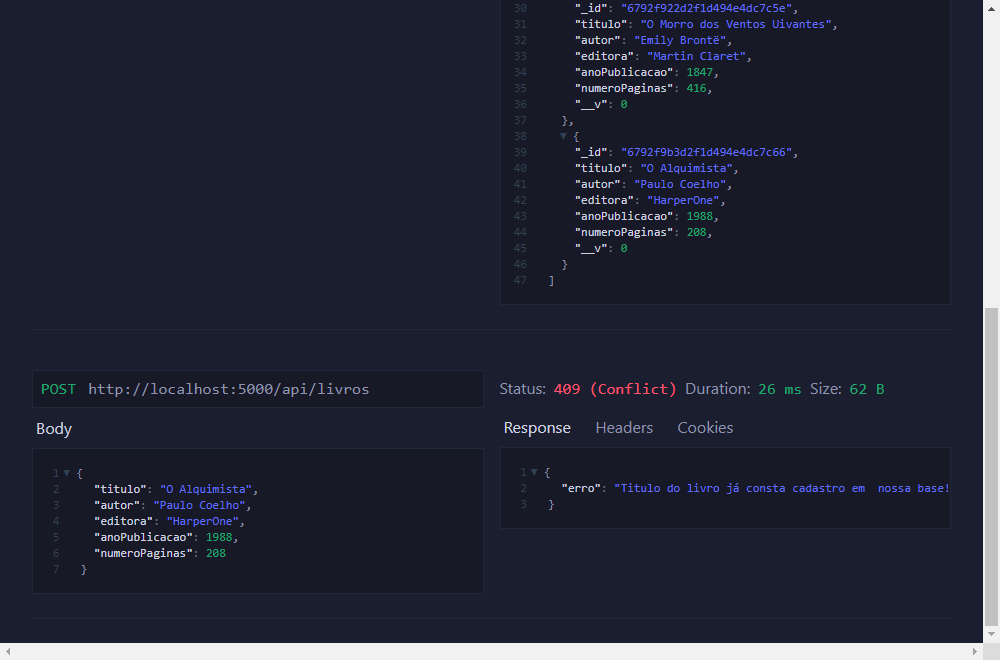 30 "_id": "6792f922d2f1d494e4dc7c5e",
31 "titulo": "O Morro dos Ventos Uivantes",
32 "autor": "Emily Brontë",
33 "editora": "Martin Claret",
34 "anoPublicacao": 1847,
35 "numeroPaginas": 416,
36 "__v": 0
37 },
38 {
39 "_id": "6792f9b3d2f1d494e4dc7c66",
40 "titulo": "O Alquimista",
41 "autor": "Paulo Coelho",
42 "editora": "HarperOne",
43 "anoPublicacao": 1988,
44 "numeroPaginas": 208,
45 "__v": 0
46 }
47 ]
POST http://localhost:5000/api/livros
Body
1 {
2 "titulo": "O Alquimista",
3 "autor": "Paulo Coelho",
4 "editora": "HarperOne",
5 "anoPublicacao": 1988,
6 "numeroPaginas": 208
7 }
Status: 409 (Conflict) Duration: 26 ms Size: 62 B
Response Headers Cookies
1 {
2 "erro": "Titulo do livro já consta cadastro em  nossa base!
3 }